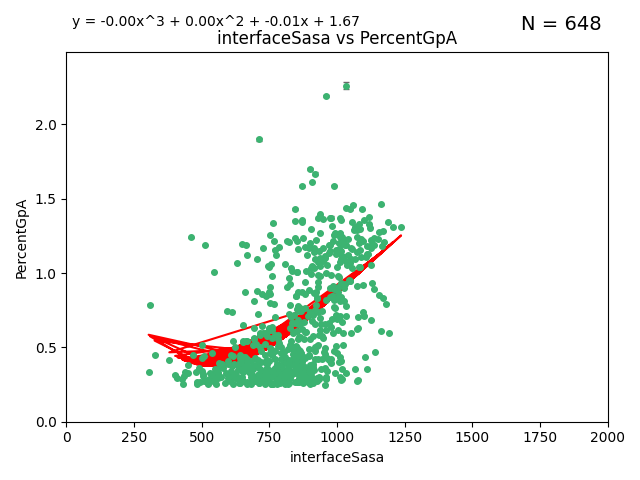 y = -0.00x^3 + 0.00x^2 + -0.01x + 1.67
N = 648
interfaceSasa vs PercentGpA
PercentGpA
2.0
1.5
1.0
0.5
0.0
0 250 500 750 1000 1250 1500 1750 2000
interfaceSasa